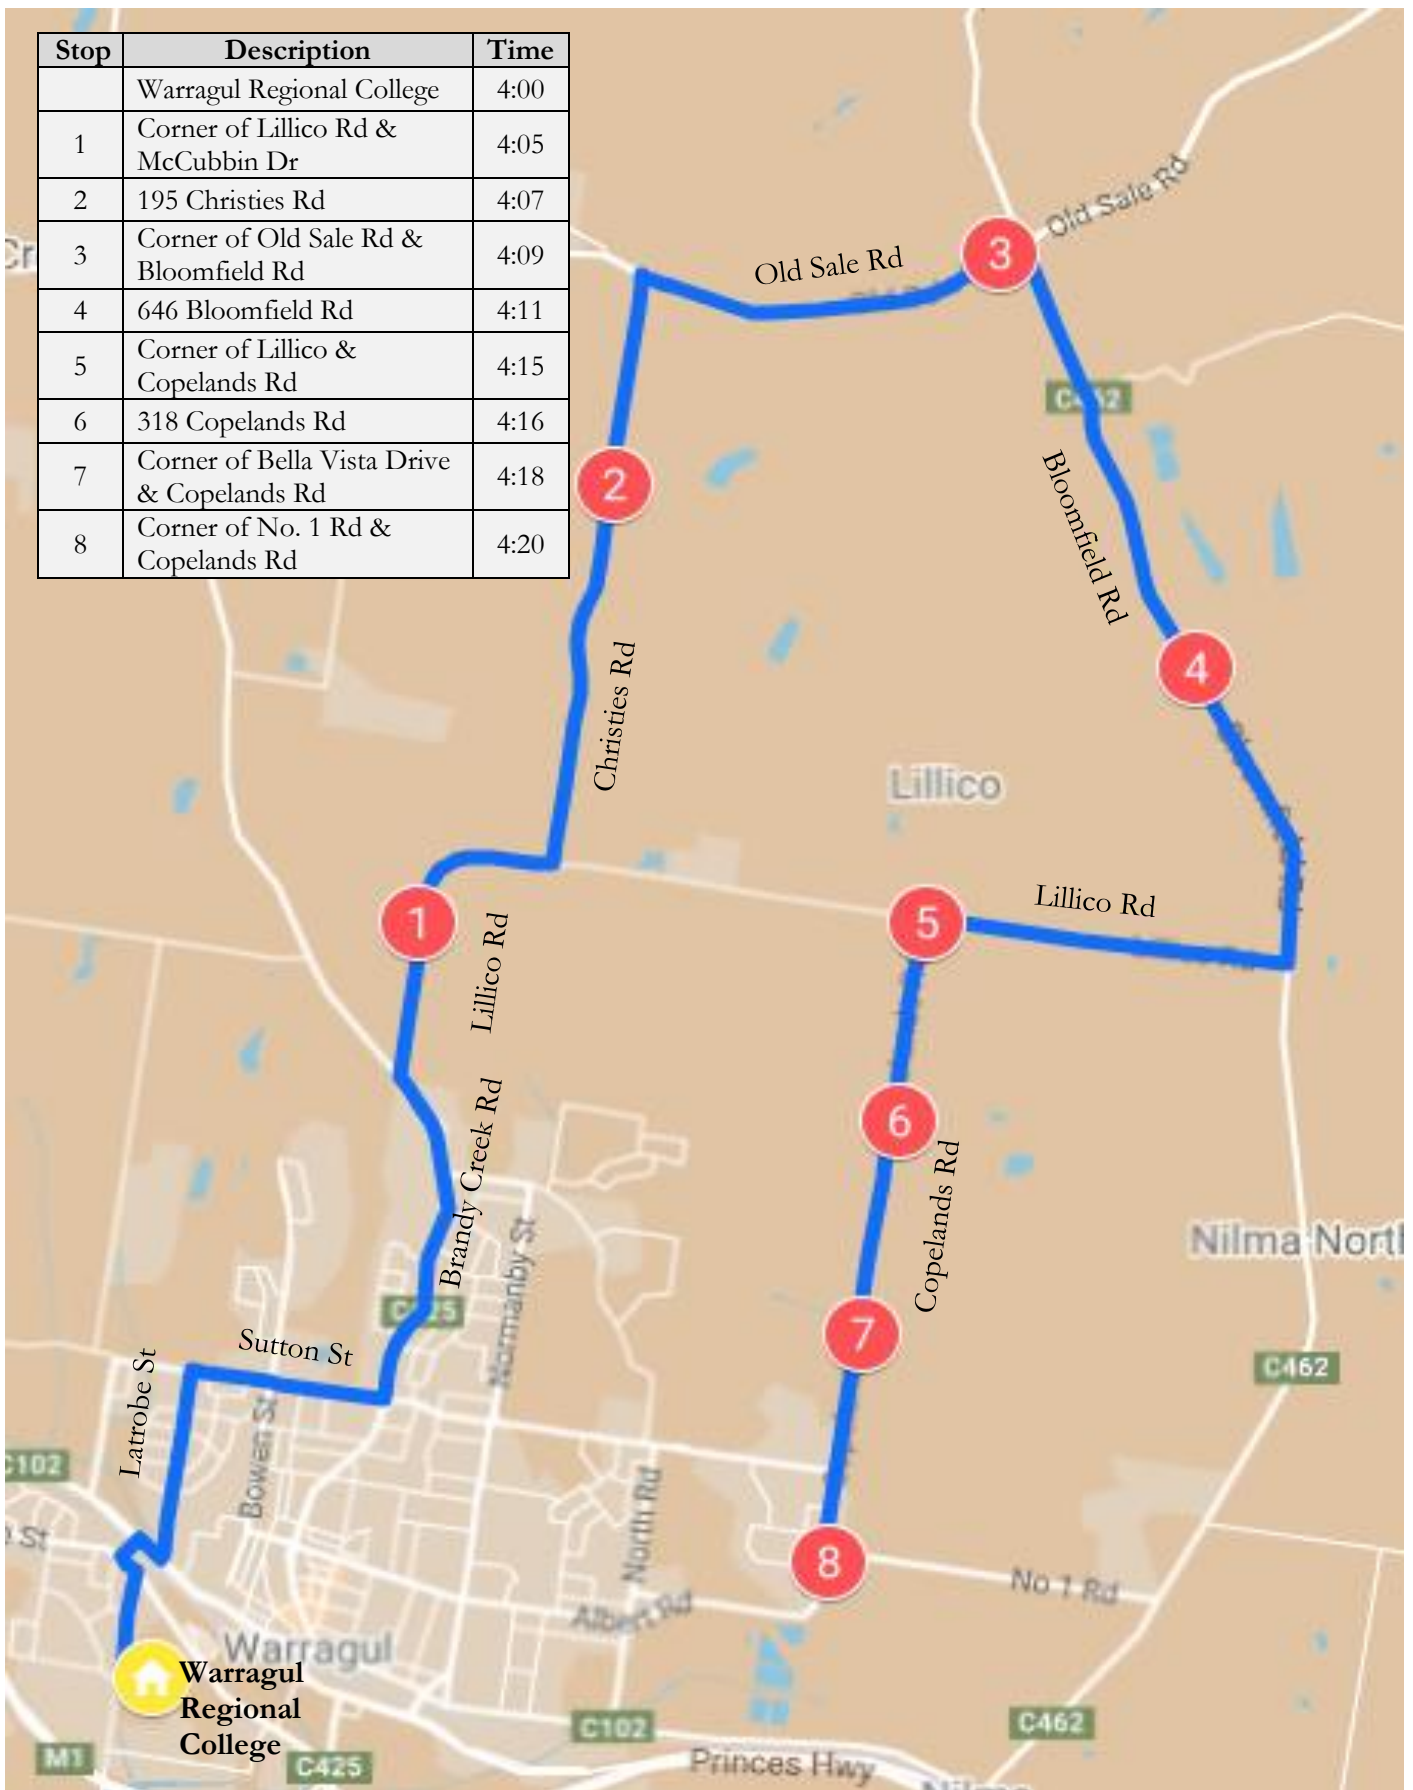 Stop Description Time
Warragul Regional College 4:00
1 Corner of Lillico Rd & McCubbin Dr 4:05
2 195 Christies Rd 4:07
3 Corner of Old Sale Rd & Bloomfield Rd 4:09
4 646 Bloomfield Rd 4:11
5 Corner of Lillico & Copelands Rd 4:15
6 318 Copelands Rd 4:16
7 Corner of Bella Vista Drive & Copelands Rd 4:18
8 Corner of No. 1 Rd & Copelands Rd 4:20
Old Sale Rd
3
Old Sale Rd
2
Bloomfield Rd
4
Christies Rd
Lillico
1
Lillico Rd
5
Lillico Rd
6
Copelands Rd
Brandy Creek Rd
Normanby St
Nilma North
7
Sutton St
Latrobe St
C462
C102
Bowen St
North Rd
St
8
No 1 Rd
Albert Rd
Warragul
Warragul
Regional
College
C102
C462
M1
C425
Princes Hwy